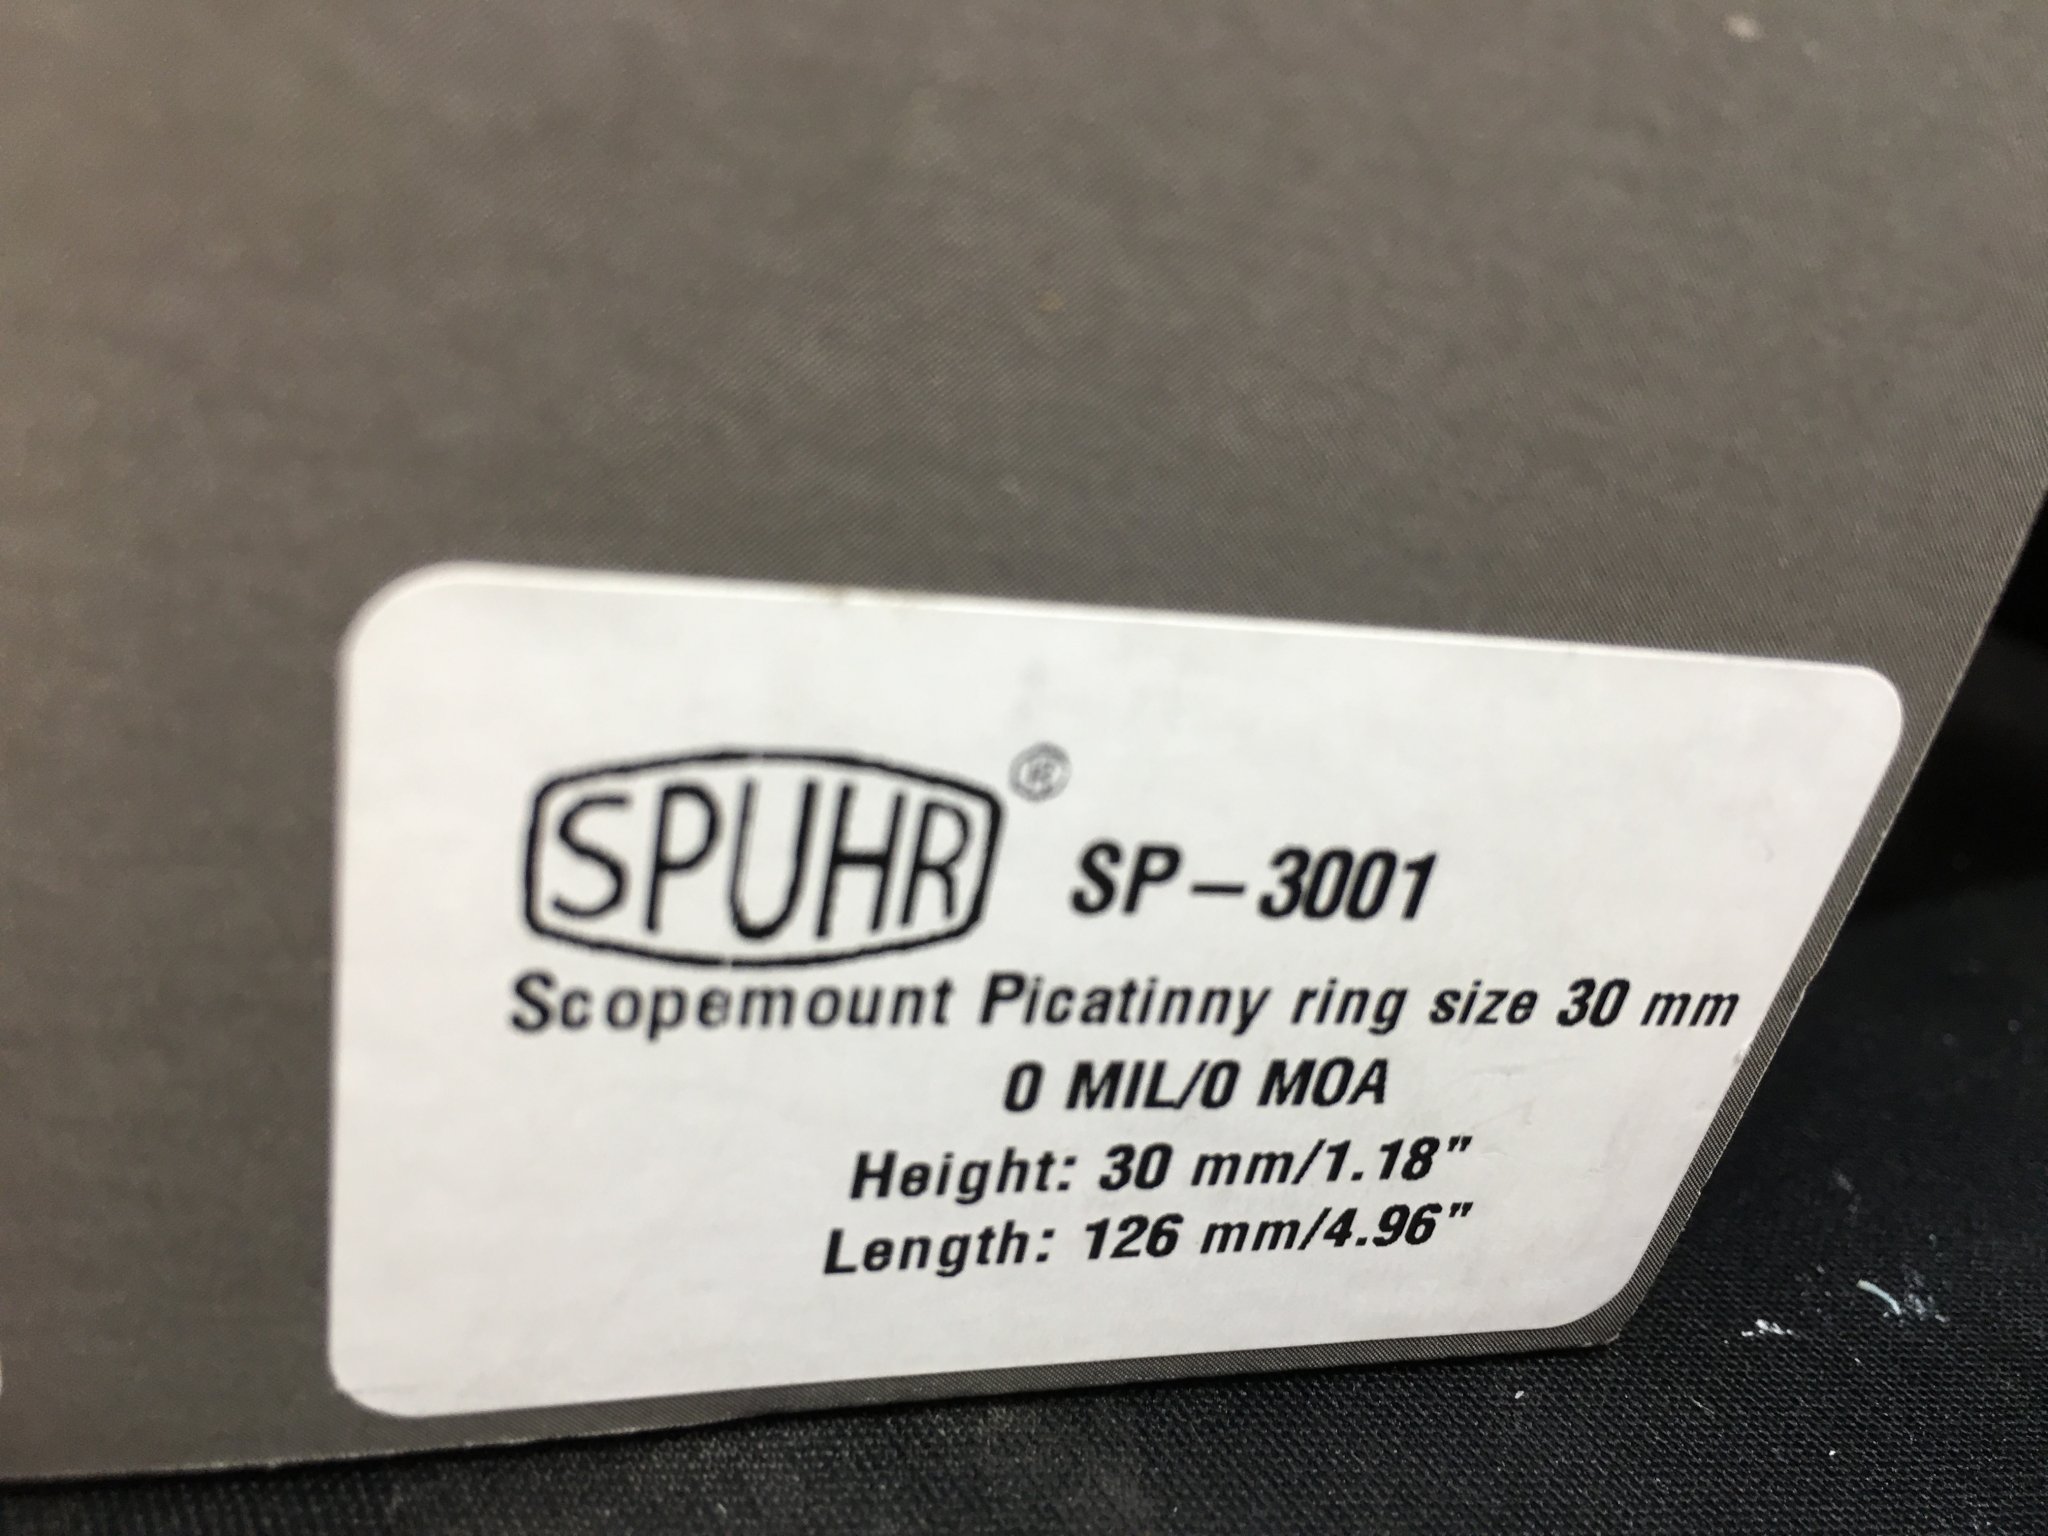 SPUHR ® SP-3001
Scopemount Picatinny ring size 30 mm
0 MIL/0 MOA
Height: 30 mm/1.18"
Length: 126 mm/4.96"